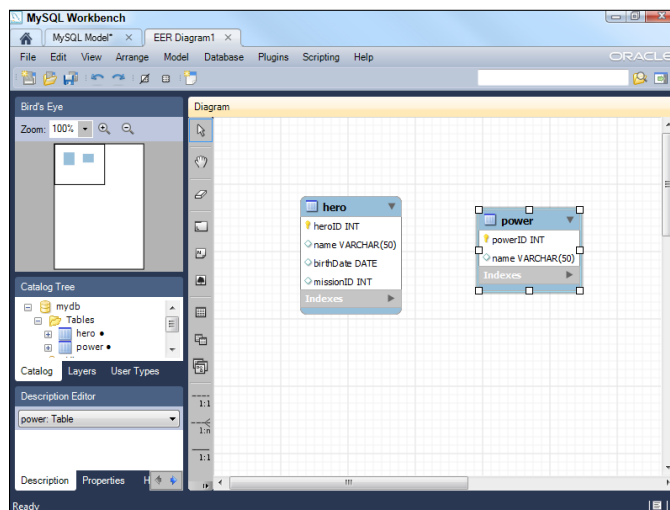 MySQL Workbench
MySQL Model* ×
EER Diagram1 ×
File Edit View Arrange Model Database Plugins Scripting Help
ORACLE
Bird's Eye
Zoom: 100%
Diagram
hero
heroID INT
name VARCHAR(50)
birthDate DATE
missionID INT
Indexes
power
powerID INT
name VARCHAR(50)
Indexes
Catalog Tree
mydb
Tables
hero •
power •
Catalog Layers User Types
Description Editor
power: Table
Description Properties H
1:1
1:n
1:1
Ready